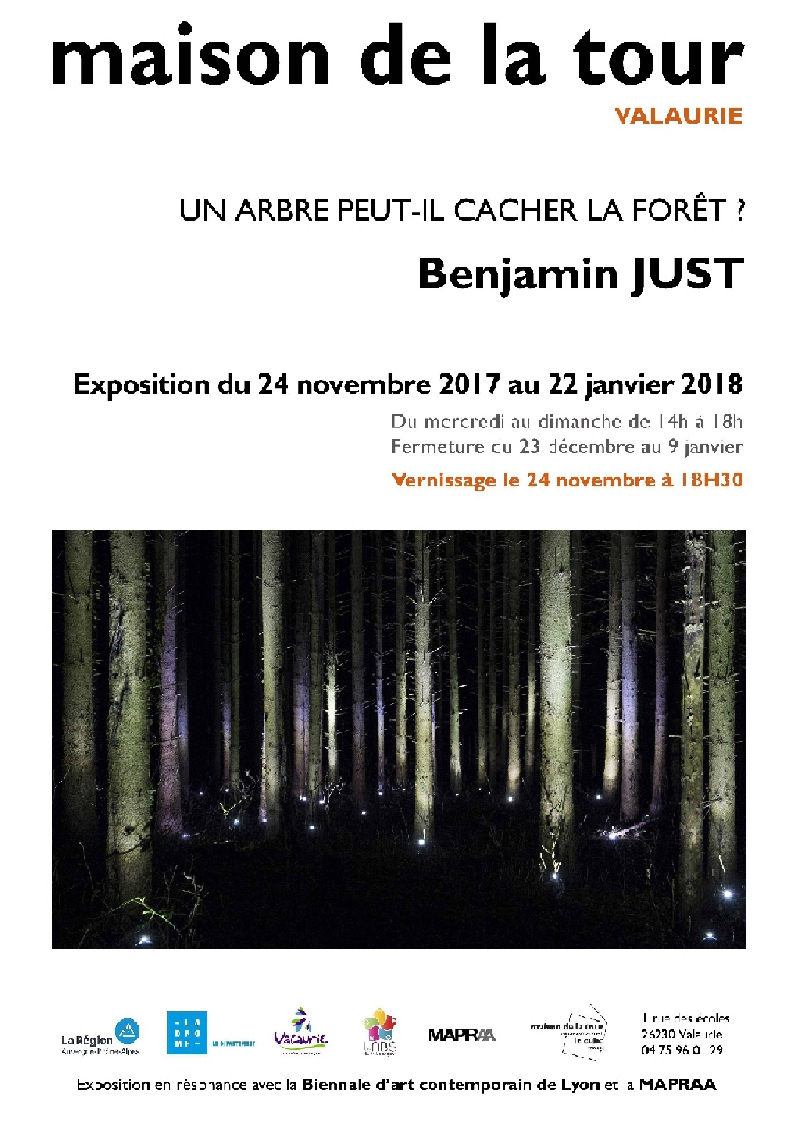 maison de la tour
VALAURIE
UN ARBRE PEUT-IL CACHER LA FORÊT ?
Benjamin JUST
Exposition du 24 novembre 2017 au 22 janvier 2018
Du mercredi au dimanche de 14h à 18h
Fermeture du 23 décembre au 9 janvier
Vernissage le 24 novembre à 18H30
La Région
Auvergne-Rhône-Alpes
LA DRÔME
LE DÉPARTEMENT
Valaurie
MAPRAA
maison de la tour
rue des écoles
26230 Valaurie
04 75 96 0 29
Exposition en résonance avec la Biennale d'art contemporain de Lyon et la MAPRAA